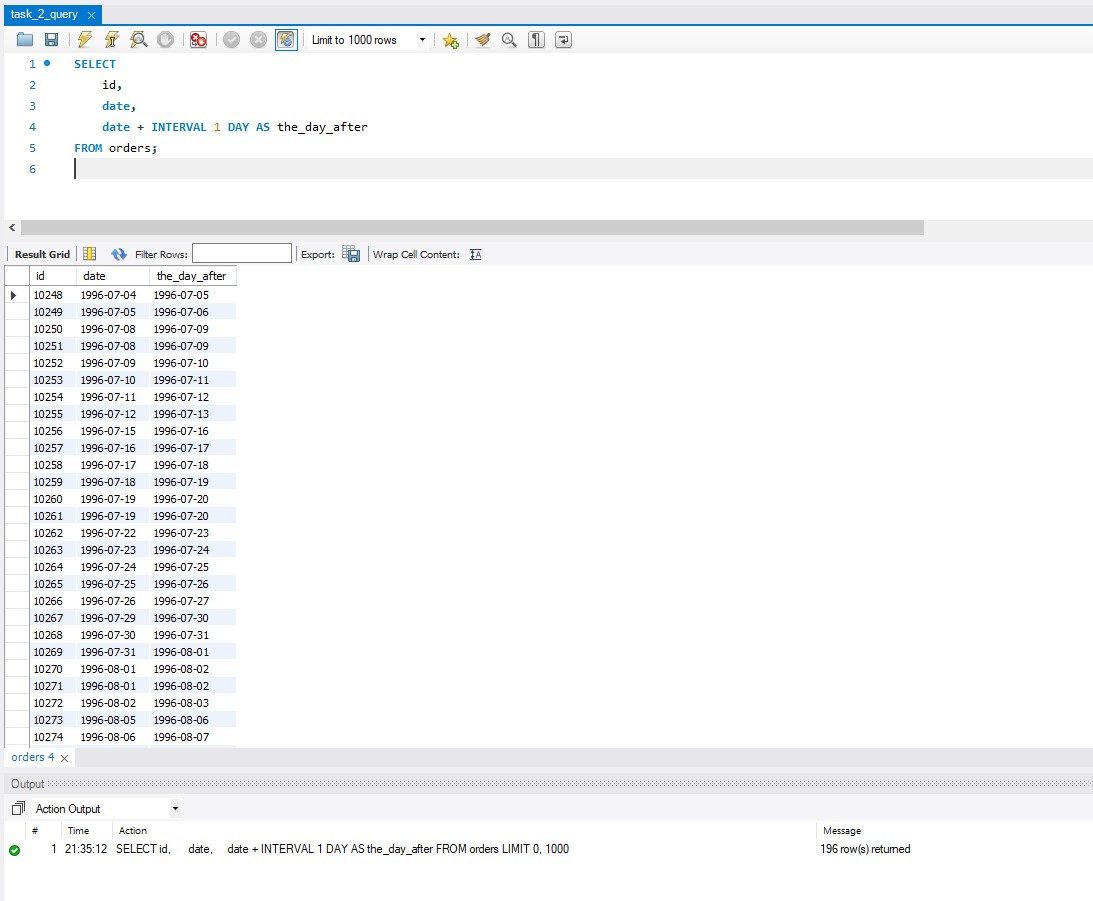 task_2_query
Limit to 1000 rows
1 SELECT
2 id,
3 date,
4 date + INTERVAL 1 DAY AS the_day_after
5 FROM orders;
6
Result Grid Filter Rows: Export: Wrap Cell Content:
id date the_day_after
10248 1996-07-04 1996-07-05
10249 1996-07-05 1996-07-06
10250 1996-07-08 1996-07-09
10251 1996-07-08 1996-07-09
10252 1996-07-09 1996-07-10
10253 1996-07-10 1996-07-11
10254 1996-07-11 1996-07-12
10255 1996-07-12 1996-07-13
10256 1996-07-15 1996-07-16
10257 1996-07-16 1996-07-17
10258 1996-07-17 1996-07-18
10259 1996-07-18 1996-07-19
10260 1996-07-19 1996-07-20
10261 1996-07-19 1996-07-20
10262 1996-07-22 1996-07-23
10263 1996-07-23 1996-07-24
10264 1996-07-24 1996-07-25
10265 1996-07-25 1996-07-26
10266 1996-07-26 1996-07-27
10267 1996-07-29 1996-07-30
10268 1996-07-30 1996-07-31
10269 1996-07-31 1996-08-01
10270 1996-08-01 1996-08-02
10271 1996-08-01 1996-08-02
10272 1996-08-02 1996-08-03
10273 1996-08-05 1996-08-06
10274 1996-08-06 1996-08-07
orders 4
Output
Action Output
# Time Action Message
1 21:35:12 SELECT id, date, date + INTERVAL 1 DAY AS the_day_after FROM orders LIMIT 0, 1000 196 row(s) returned